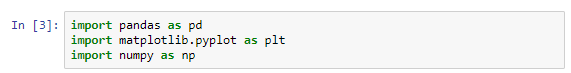 In [3]: import pandas as pd
import matplotlib.pyplot as plt
import numpy as np